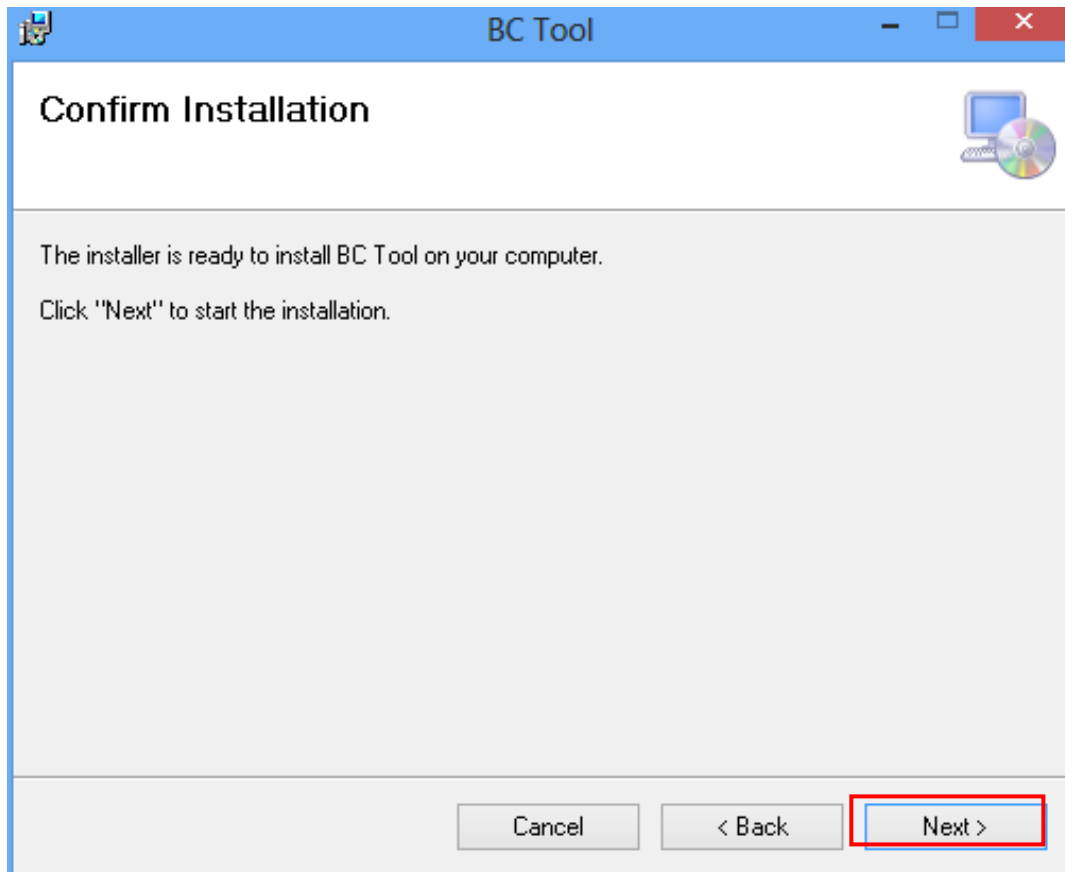 BC Tool
Confirm Installation
The installer is ready to install BC Tool on your computer.
Click "Next" to start the installation.
Cancel
< Back
Next >